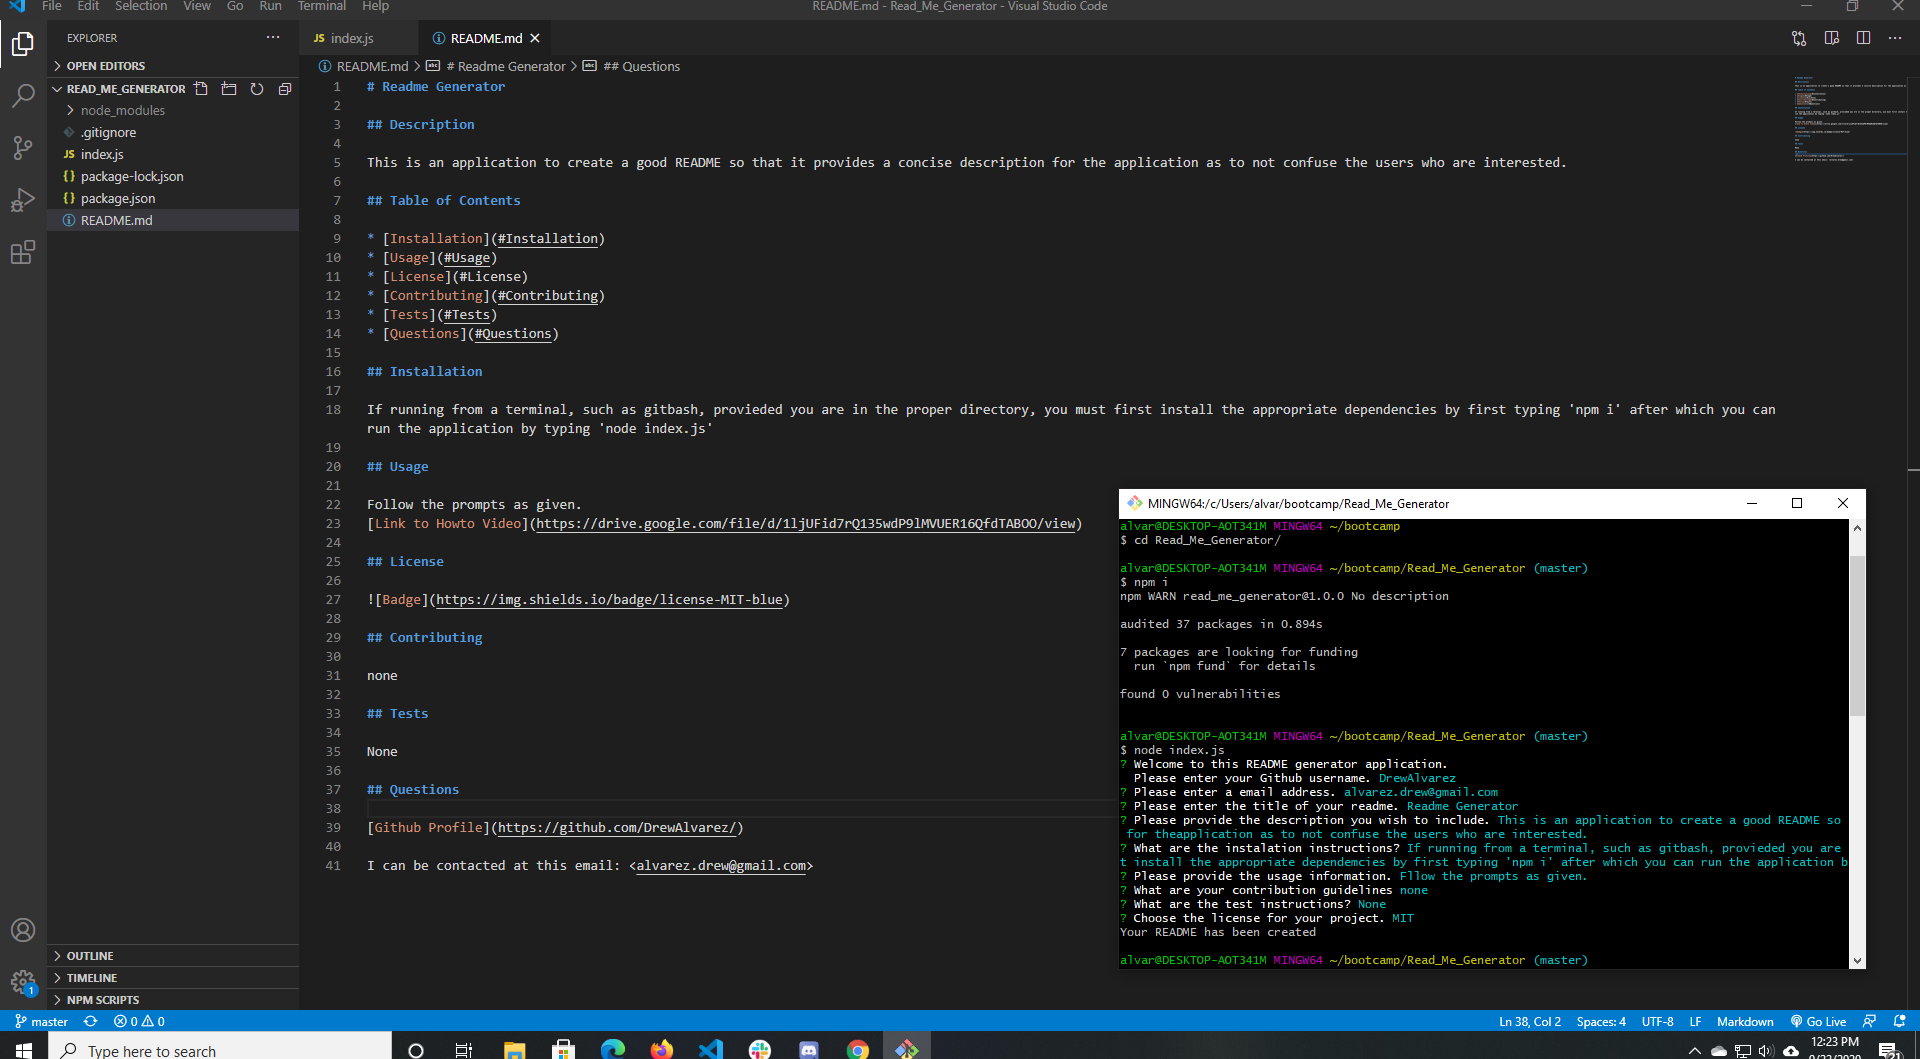 File Edit Selection View Go Run Terminal Help README.md - Read_Me_Generator - Visual Studio Code
EXPLORER ···
JS index.js
README.md
README.md > # Readme Generator > ## Questions
OPEN EDITORS
READ_ME_GENERATOR
node_modules
.gitignore
JS index.js
{} package-lock.json
{} package.json
README.md
OUTLINE
TIMELINE
NPM SCRIPTS
1
1 # Readme Generator
2
3 ## Description
4
5 This is an application to create a good README so that it provides a concise description for the application as to not confuse the users who are interested.
6
7 ## Table of Contents
8
9 * [Installation](#Installation)
10 * [Usage](#Usage)
11 * [License](#License)
12 * [Contributing](#Contributing)
13 * [Tests](#Tests)
14 * [Questions](#Questions)
15
16 ## Installation
17
18 If running from a terminal, such as gitbash, provieded you are in the proper directory, you must first install the appropriate dependencies by first typing 'npm i' after which you can
run the application by typing 'node index.js'
19
20 ## Usage
21
22 Follow the prompts as given.
23 [Link to Howto Video](https://drive.google.com/file/d/1ljUFid7rQ135wdP9lMVUER16QfdTABOO/view)
24
25 ## License
26
27 ![Badge](https://img.shields.io/badge/license-MIT-blue)
28
29 ## Contributing
30
31 none
32
33 ## Tests
34
35 None
36
37 ## Questions
38
39 [Github Profile](https://github.com/DrewAlvarez/)
40
41 I can be contacted at this email: <alvarez.drew@gmail.com>
MINGW64:/c/Users/alvar/bootcamp/Read_Me_Generator
alvar@DESKTOP-AOT341M MINGW64 ~/bootcamp
$ cd Read_Me_Generator/
alvar@DESKTOP-AOT341M MINGW64 ~/bootcamp/Read_Me_Generator (master)
$ npm i
npm WARN read_me_generator@1.0.0 No description
audited 37 packages in 0.894s
7 packages are looking for funding
run `npm fund` for details
found 0 vulnerabilities
alvar@DESKTOP-AOT341M MINGW64 ~/bootcamp/Read_Me_Generator (master)
$ node index.js
? Welcome to this README generator application.
Please enter your Github username. DrewAlvarez
? Please enter a email address. alvarez.drew@gmail.com
? Please enter the title of your readme. Readme Generator
? Please provide the description you wish to include. This is an application to create a good README so
for theapplication as to not confuse the users who are interested.
? What are the instalation instructions? If running from a terminal, such as gitbash, provieded you are
t install the appropriate dependemcies by first typing 'npm i' after which you can run the application b
? Please provide the usage information. Fllow the prompts as given.
? What are your contribution guidelines none
? What are the test instructions? None
? Choose the license for your project. MIT
Your README has been created
alvar@DESKTOP-AOT341M MINGW64 ~/bootcamp/Read_Me_Generator (master)
master 0 0 Ln 38, Col 2 Spaces: 4 UTF-8 LF Markdown Go Live
Type here to search
12:23 PM
21